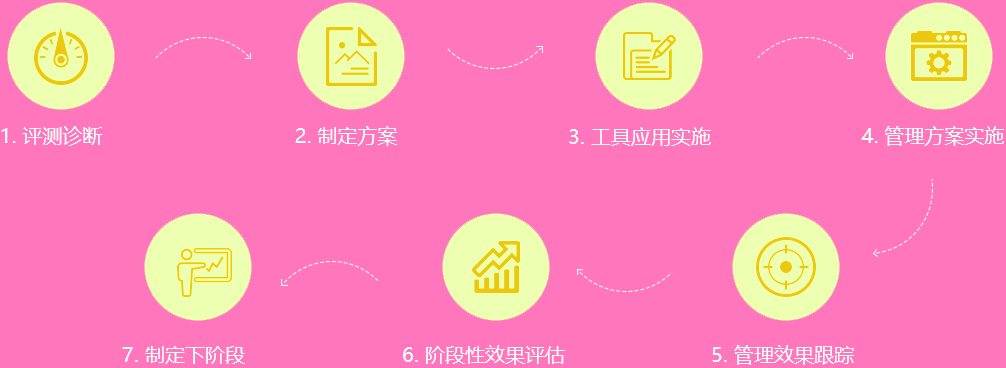 1. 评测诊断
2. 制定方案
3. 工具应用实施
4. 管理方案实施
5. 管理效果跟踪
6. 阶段性效果评估
7. 制定下阶段